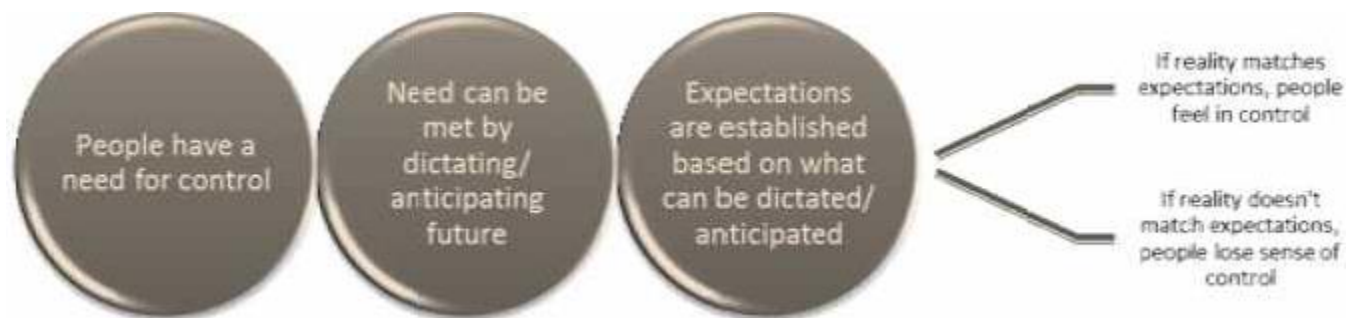 People have a
need for control
Need can be
met by
dictating/
anticipating
future
Expectations
are established
based on what
can be dictated/
anticipated
If reality matches
expectations, people
feel in control
If reality doesn't
match expectations,
people lose sense of
control